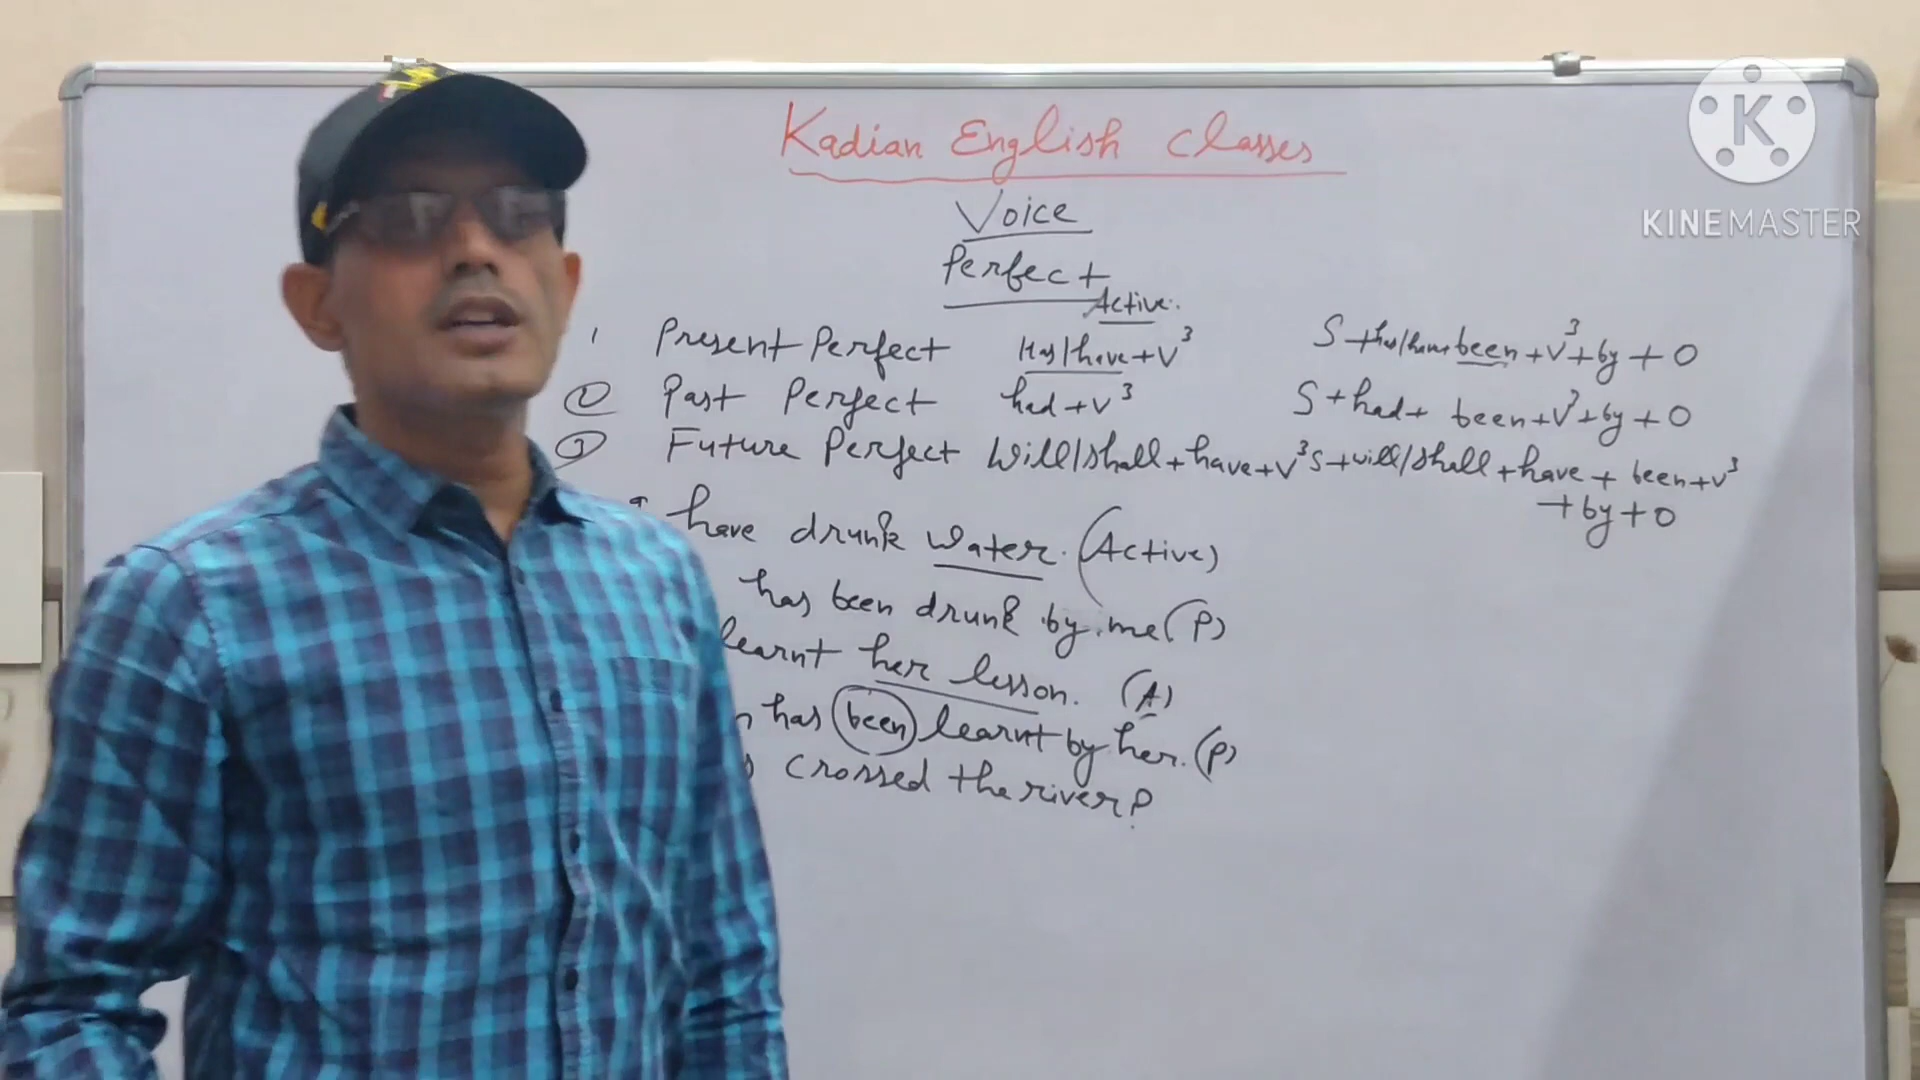 Kadian English Classes
K
KINEMASTER
Voice
Perfect
Active
1 Present Perfect Has/have+V³ S+has/have+been+V³+by+O
2 Past Perfect had+V³ S+had+been+V³+by+O
3 Future Perfect Will/shall+have+V³ S+will/shall+have+been+V³
+by+O
have drunk water. (Active)
has been drunk by me (P)
learnt her lesson. (A)
has been learnt by her. (P)
crossed the river?